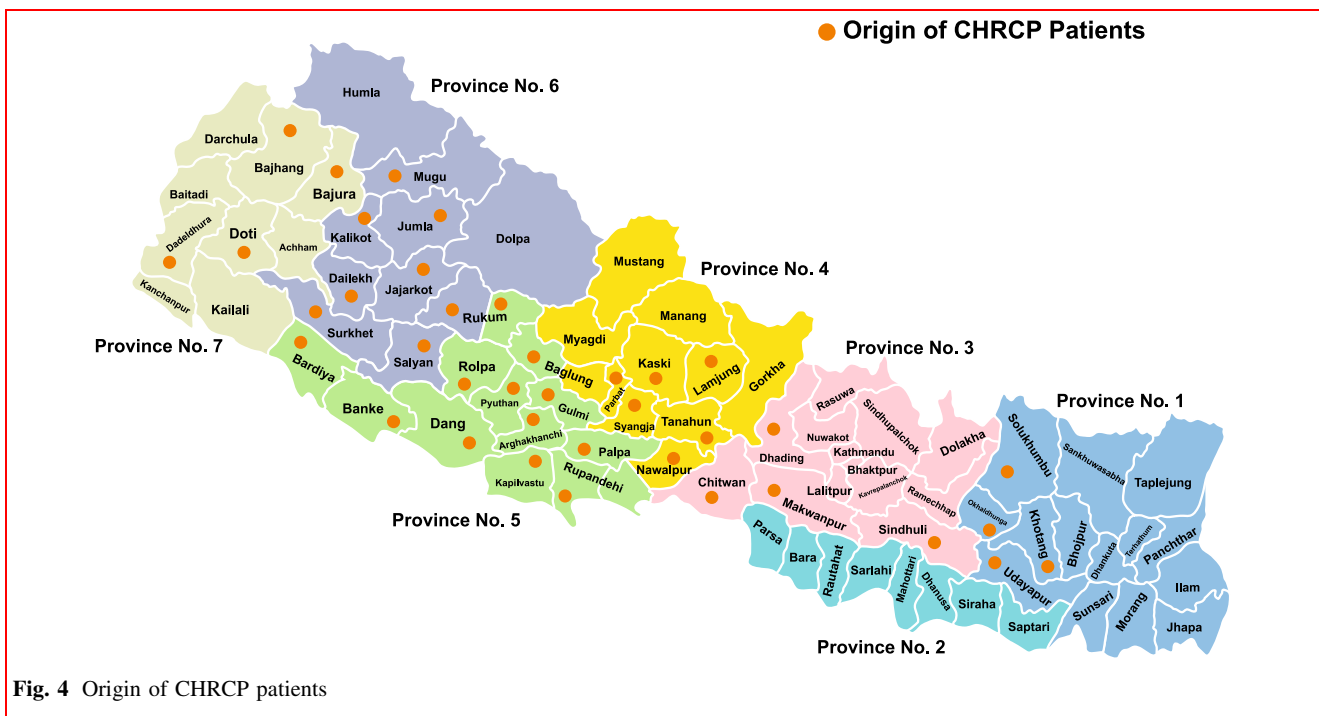 Origin of CHRCP Patients
Province No. 6
Humla
Darchula
Bajhang
Mugu
Baitadi
Bajura
Dadeldhura
Doti
Achham
Kalikot
Jumla
Dolpa
Kanchanpur
Kailali
Dailekh
Jajarkot
Surkhet
Rukum
Salyan
Province No. 7
Mustang
Province No. 4
Manang
Myagdi
Kaski
Lamjung
Gorkha
Baglung
Parbat
Syangja
Tanahun
Nawalpur
Bardiya
Banke
Rolpa
Pyuthan
Gulmi
Dang
Arghakhanchi
Palpa
Kapilvastu
Rupandehi
Province No. 5
Province No. 3
Rasuwa
Sindhupalchok
Nuwakot
Dolakha
Kathmandu
Dhading
Bhaktpur
Lalitpur
Kavrepalanchok
Chitwan
Makwanpur
Ramechhap
Sindhuli
Province No. 1
Solukhumbu
Sankhuwasabha
Taplejung
Okhaldhunga
Khotang
Bhojpur
Terhathum
Dhankuta
Panchthar
Udayapur
Sunsari
Morang
Ilam
Jhapa
Parsa
Bara
Rautahat
Sarlahi
Mahottari
Dhanusa
Siraha
Saptari
Province No. 2
Fig. 4 Origin of CHRCP patients